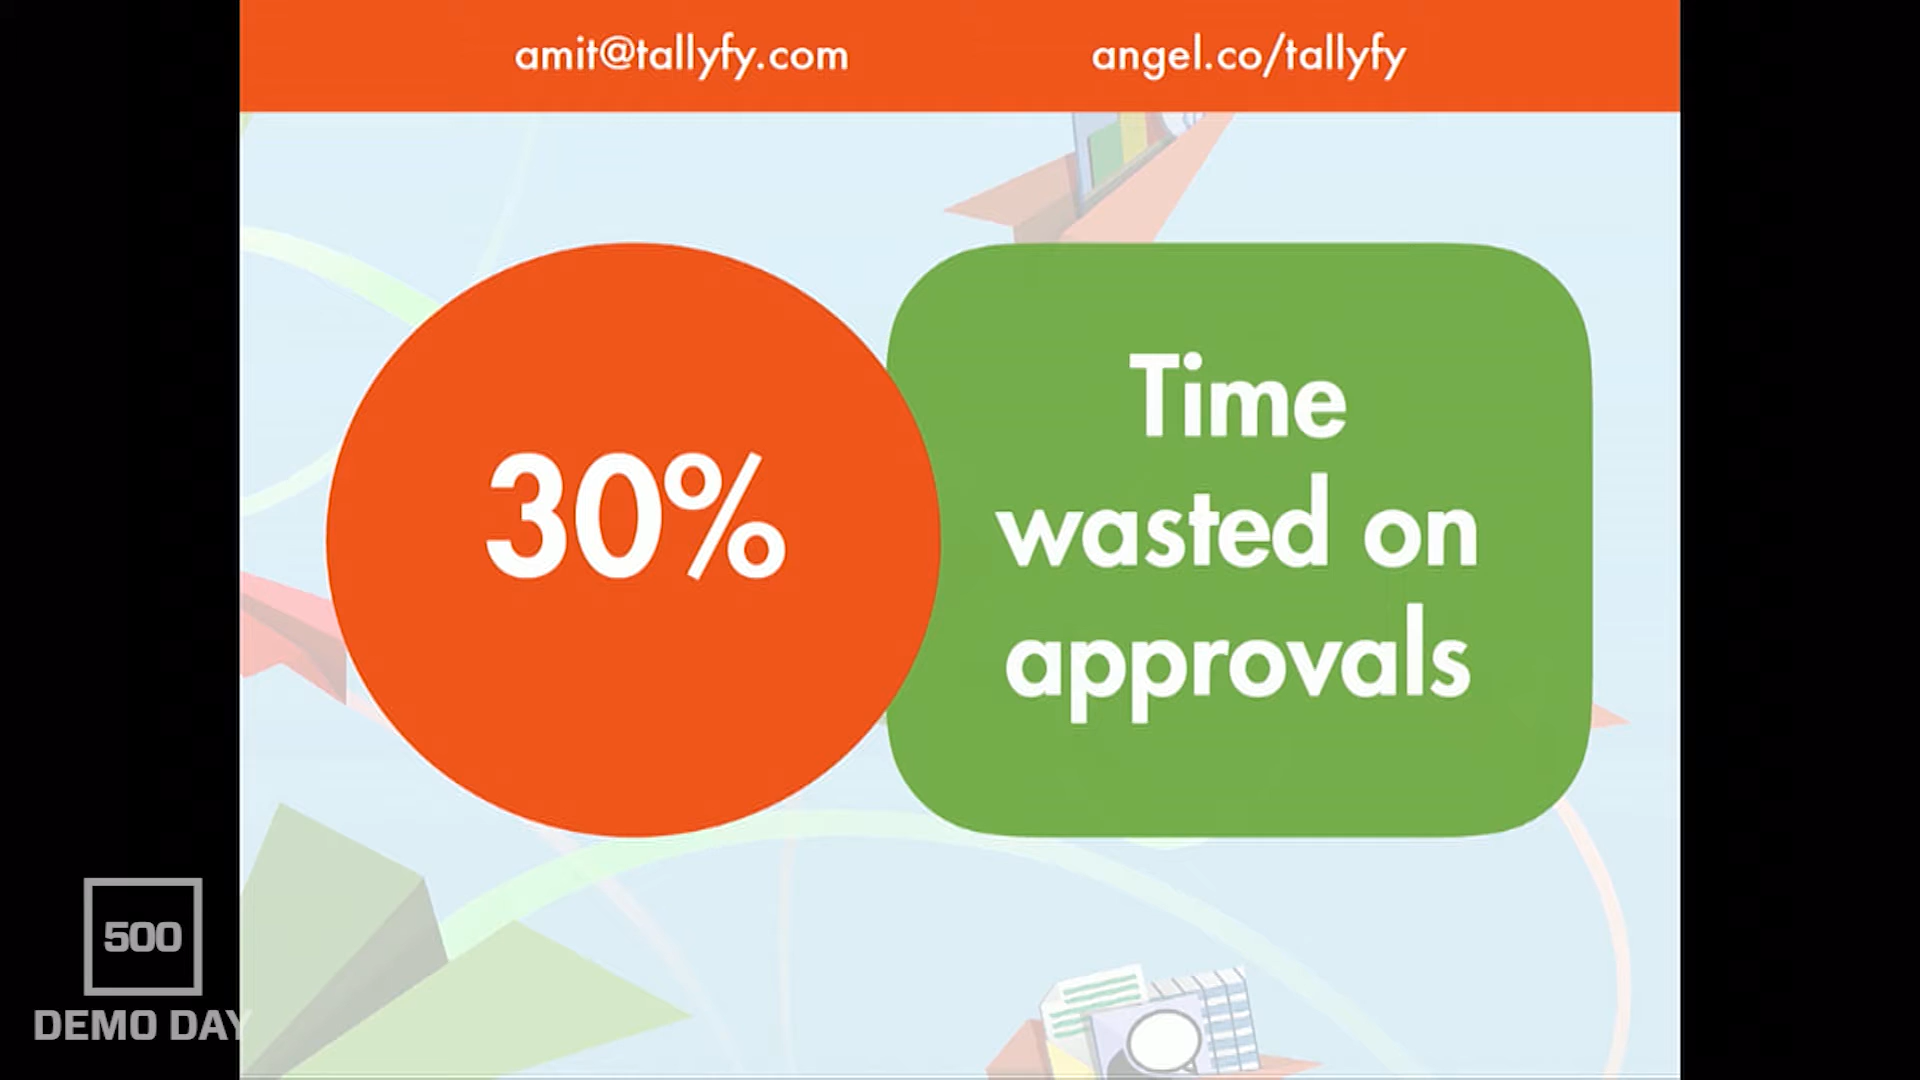 amit@tallyfy.com
angel.co/tallyfy
30%
Time
wasted on
approvals
500
DEMO DAY